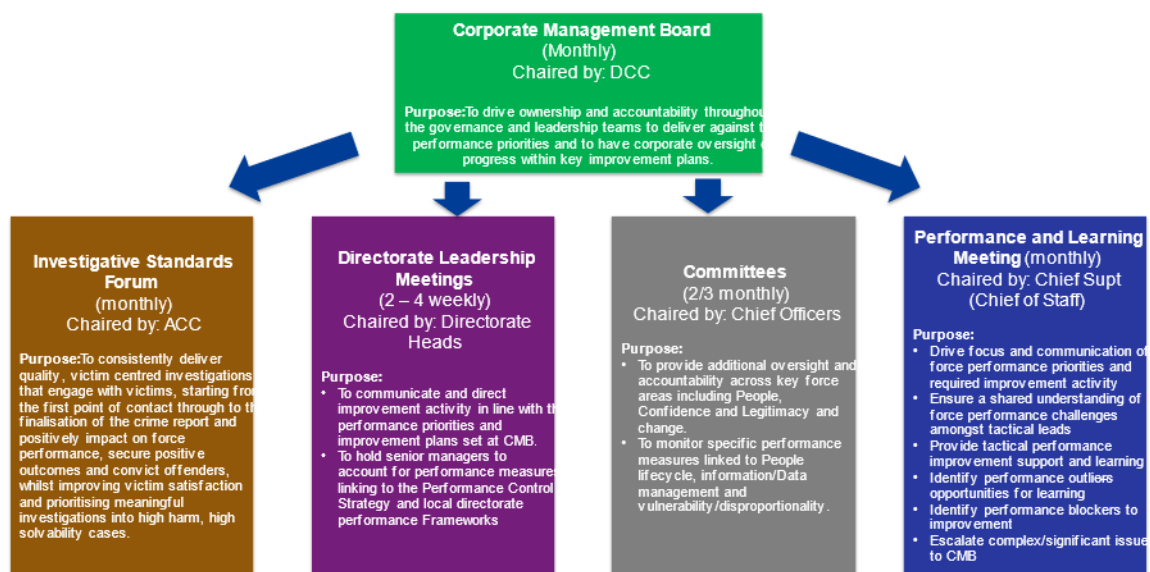 Corporate Management Board
(Monthly)
Chaired by: DCC
Purpose:To drive ownership and accountability throughou
the governance and leadership teams to deliver against t
performance priorities and to have corporate oversight o
progress within key improvement plans.
Investigative Standards
Forum
(monthly)
Chaired by: ACC
Purpose:To consistently deliver
quality, victim centred investigations
that engage with victims, starting from
the first point of contact through to th
finalisation of the crime report and
positively impact on force
performance, secure positive
outcomes and convict offenders,
whilst improving victim satisfaction
and prioritising meaningful
investigations into high harm, high
solvability cases.
Directorate Leadership
Meetings
(2 – 4 weekly)
Chaired by: Directorate
Heads
Purpose:
• To communicate and direct
improvement activity in line with th
performance priorities and
improvement plans set at CMB.
• To hold senior managers to
account for performance measures
linking to the Performance Control
Strategy and local directorate
performance Frameworks
Committees
(2/3 monthly)
Chaired by: Chief Officers
Purpose:
• To provide additional oversight and
accountability across key force
areas including People,
Confidence and Legitimacy and
change.
• To monitor specific performance
measures linked to People
lifecycle, information/Data
management and
vulnerability/disproportionality.
Performance and Learning
Meeting (monthly)
Chaired by: Chief Supt
(Chief of Staff)
Purpose:
• Drive focus and communication of
force performance priorities and
required improvement activity
• Ensure a shared understanding of
force performance challenges
amongst tactical leads
• Provide tactical performance
improvement support and learning
• Identify performance outliers
opportunities for learning
• Identify performance blockers to
improvement
• Escalate complex/significant issue
to CMB